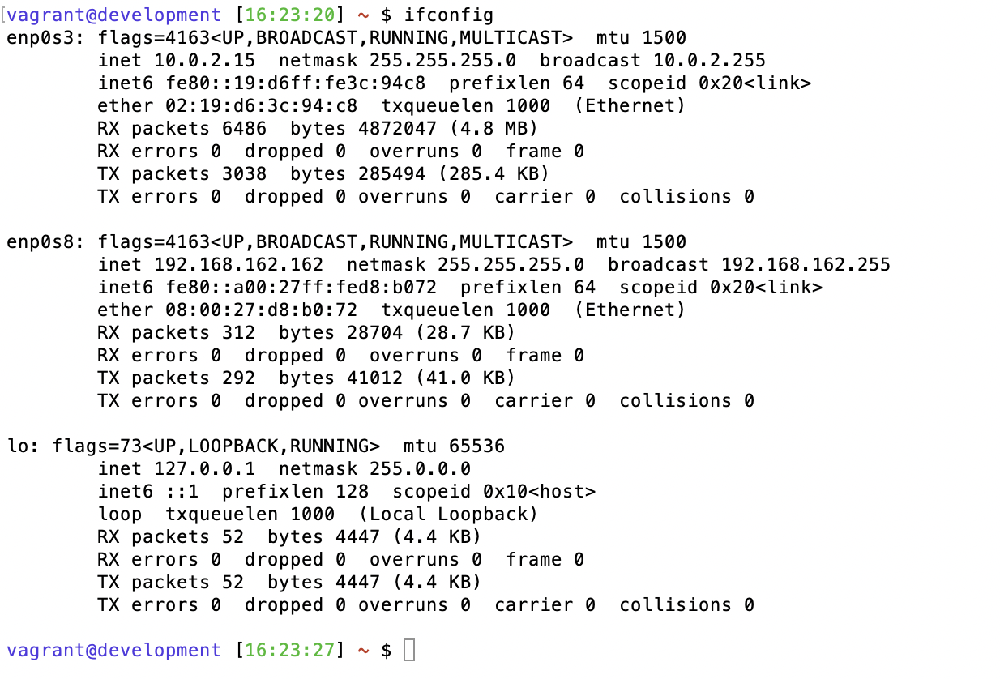 [vagrant@development [16:23:20] ~ $ ifconfig
enp0s3: flags=4163<UP,BROADCAST,RUNNING,MULTICAST>  mtu 1500
        inet 10.0.2.15  netmask 255.255.255.0  broadcast 10.0.2.255
        inet6 fe80::19:d6ff:fe3c:94c8  prefixlen 64  scopeid 0x20<link>
        ether 02:19:d6:3c:94:c8  txqueuelen 1000  (Ethernet)
        RX packets 6486  bytes 4872047 (4.8 MB)
        RX errors 0  dropped 0  overruns 0  frame 0
        TX packets 3038  bytes 285494 (285.4 KB)
        TX errors 0  dropped 0 overruns 0  carrier 0  collisions 0

enp0s8: flags=4163<UP,BROADCAST,RUNNING,MULTICAST>  mtu 1500
        inet 192.168.162.162  netmask 255.255.255.0  broadcast 192.168.162.255
        inet6 fe80::a00:27ff:fed8:b072  prefixlen 64  scopeid 0x20<link>
        ether 08:00:27:d8:b0:72  txqueuelen 1000  (Ethernet)
        RX packets 312  bytes 28704 (28.7 KB)
        RX errors 0  dropped 0  overruns 0  frame 0
        TX packets 292  bytes 41012 (41.0 KB)
        TX errors 0  dropped 0 overruns 0  carrier 0  collisions 0

lo: flags=73<UP,LOOPBACK,RUNNING>  mtu 65536
        inet 127.0.0.1  netmask 255.0.0.0
        inet6 ::1  prefixlen 128  scopeid 0x10<host>
        loop  txqueuelen 1000  (Local Loopback)
        RX packets 52  bytes 4447 (4.4 KB)
        RX errors 0  dropped 0  overruns 0  frame 0
        TX packets 52  bytes 4447 (4.4 KB)
        TX errors 0  dropped 0 overruns 0  carrier 0  collisions 0

vagrant@development [16:23:27] ~ $